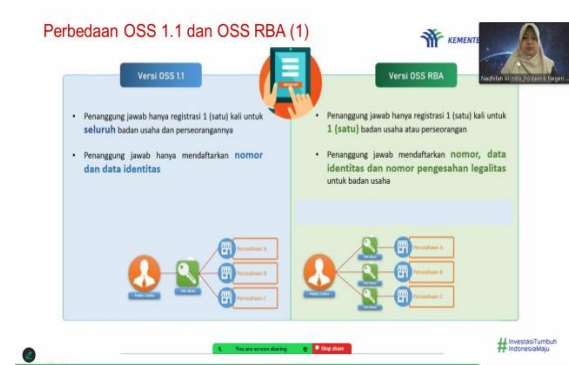 Perbedaan OSS 1.1 dan OSS RBA (1)
KEMENTE
Versi OSS 1.1
Versi OSS RBA
• Penanggung jawab hanya registrasi 1 (satu) kali untuk
seluruh badan usaha dan perseorangannya
• Penanggung jawab hanya mendaftarkan nomor
dan data identitas
Perusahaan A
Perusahaan B
Perusahaan C
• Penanggung jawab hanya registrasi 1 (satu) kali untuk
1 (satu) badan usaha atau perseorangan
• Penanggung jawab mendaftarkan nomor, data
identitas dan nomor pengesahan legalitas
untuk badan usaha
Perusahaan A
Perusahaan B
Perusahaan C
You are screen sharing
Stop share
# InvestasiTumbuh
IndonesiaMaju